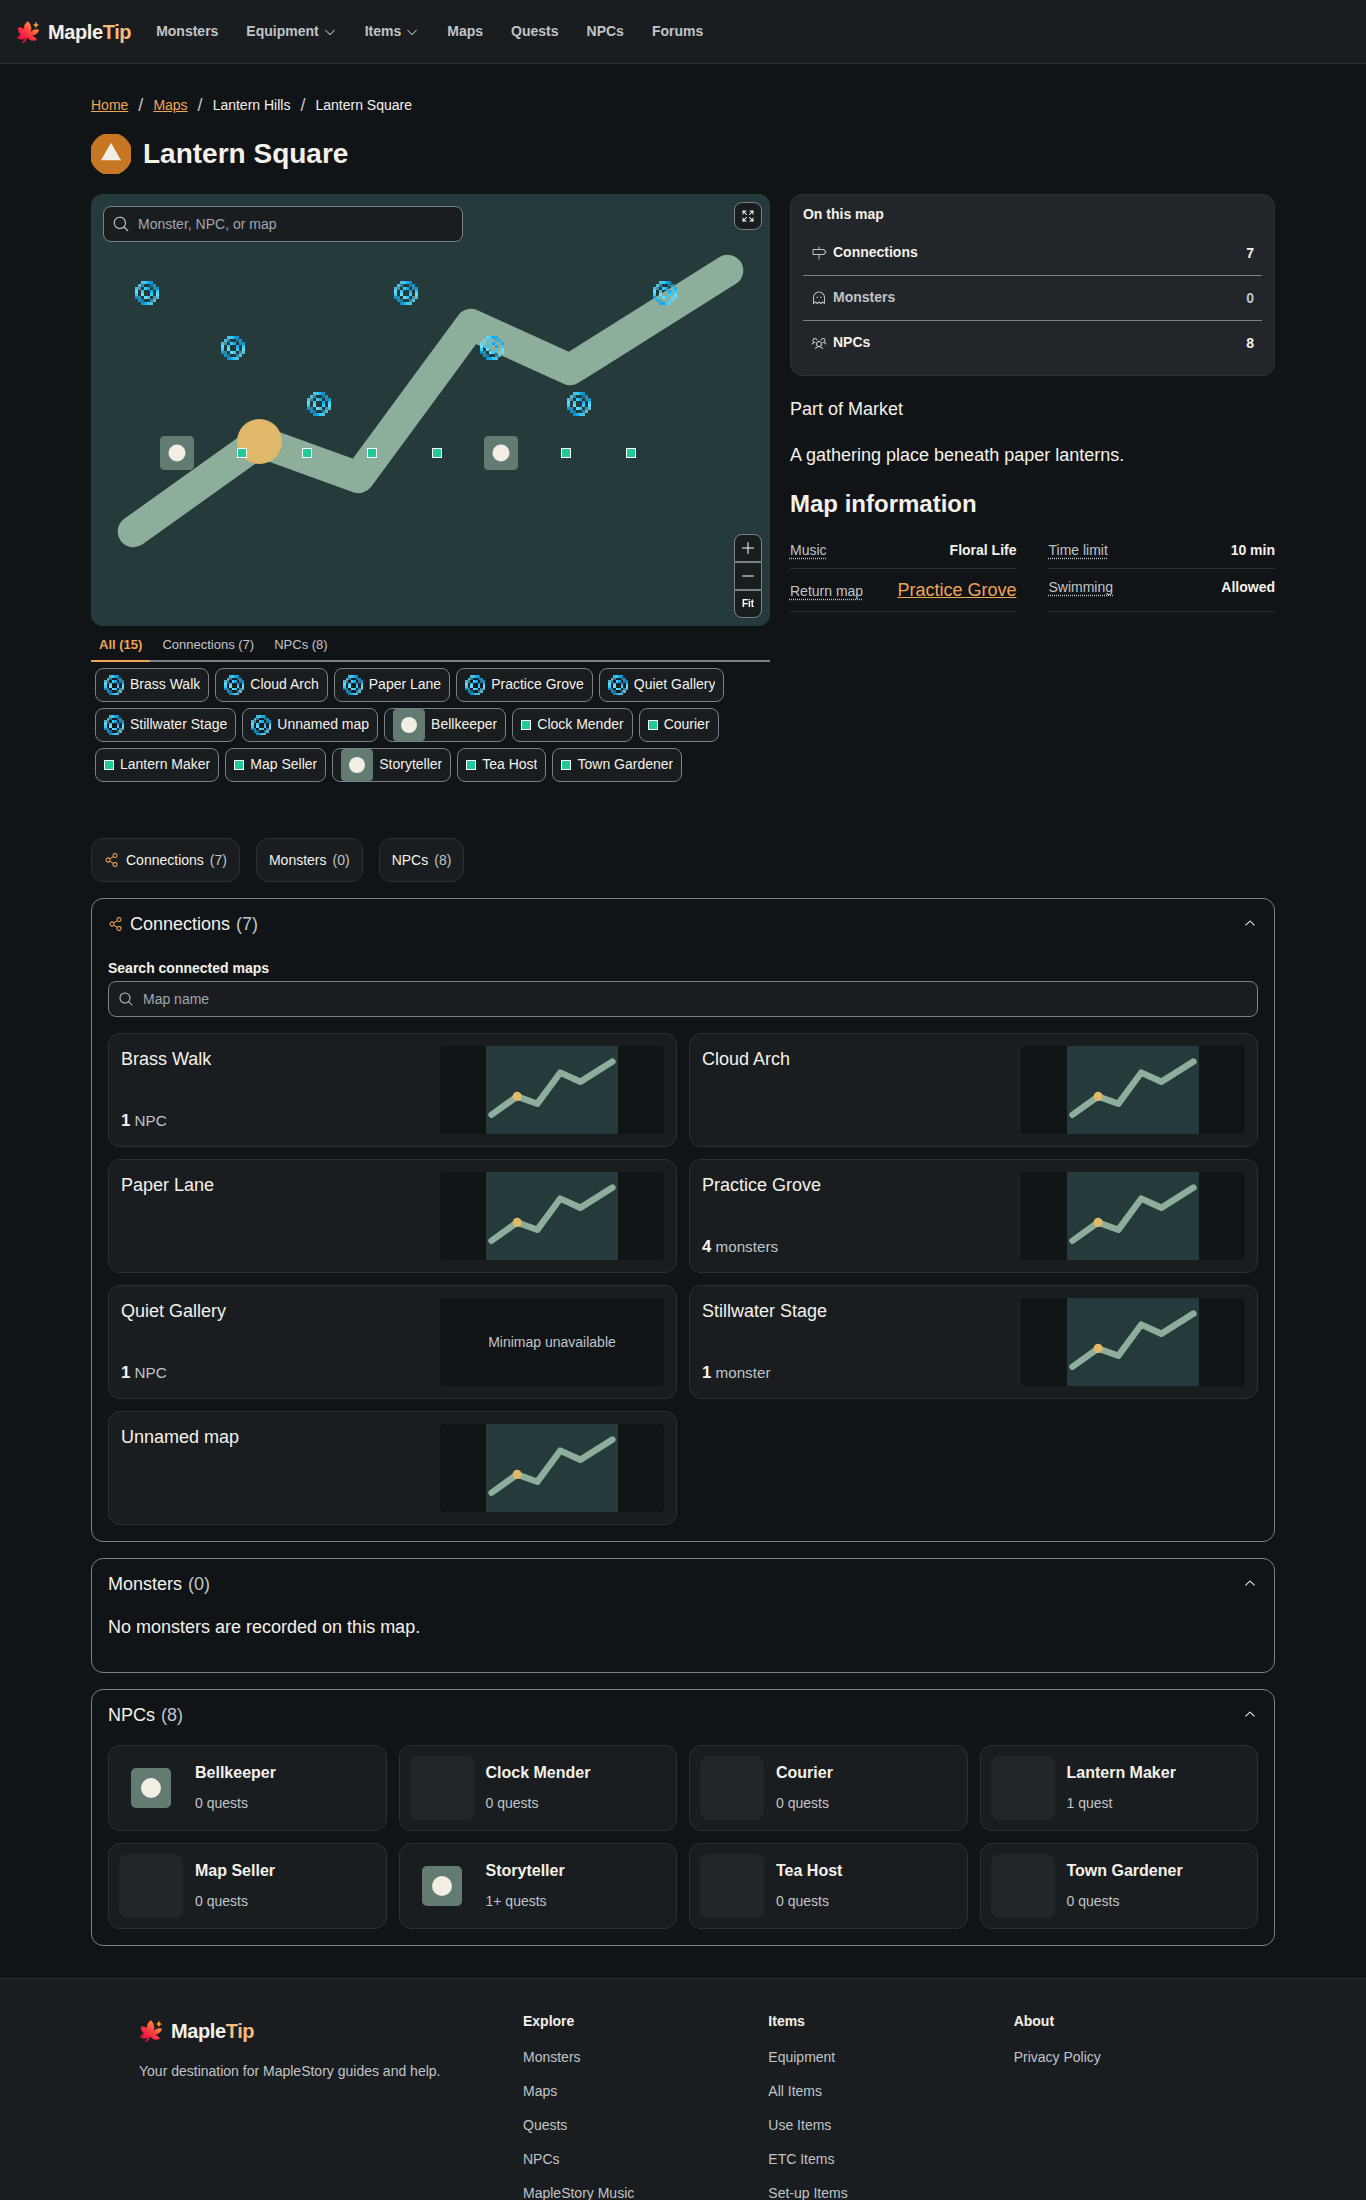 MapleTip Monsters Equipment Items Maps Quests NPCs Forums
Home / Maps / Lantern Hills / Lantern Square
Lantern Square
Monster, NPC, or map
Fit
All (15) Connections (7) NPCs (8)
Brass Walk Cloud Arch Paper Lane Practice Grove Quiet Gallery
Stillwater Stage Unnamed map Bellkeeper Clock Mender Courier
Lantern Maker Map Seller Storyteller Tea Host Town Gardener
On this map
Connections 7
Monsters 0
NPCs 8
Part of Market
A gathering place beneath paper lanterns.
Map information
Music Floral Life Time limit 10 min
Return map Practice Grove Swimming Allowed
Connections (7) Monsters (0) NPCs (8)
Connections (7)
Search connected maps
Map name
Brass Walk
1 NPC
Cloud Arch
Paper Lane
Practice Grove
4 monsters
Quiet Gallery
1 NPC
Minimap unavailable
Stillwater Stage
1 monster
Unnamed map
Monsters (0)
No monsters are recorded on this map.
NPCs (8)
Bellkeeper
0 quests
Clock Mender
0 quests
Courier
0 quests
Lantern Maker
1 quest
Map Seller
0 quests
Storyteller
1+ quests
Tea Host
0 quests
Town Gardener
0 quests
MapleTip
Your destination for MapleStory guides and help.
Explore
Monsters
Maps
Quests
NPCs
MapleStory Music
Items
Equipment
All Items
Use Items
ETC Items
Set-up Items
About
Privacy Policy